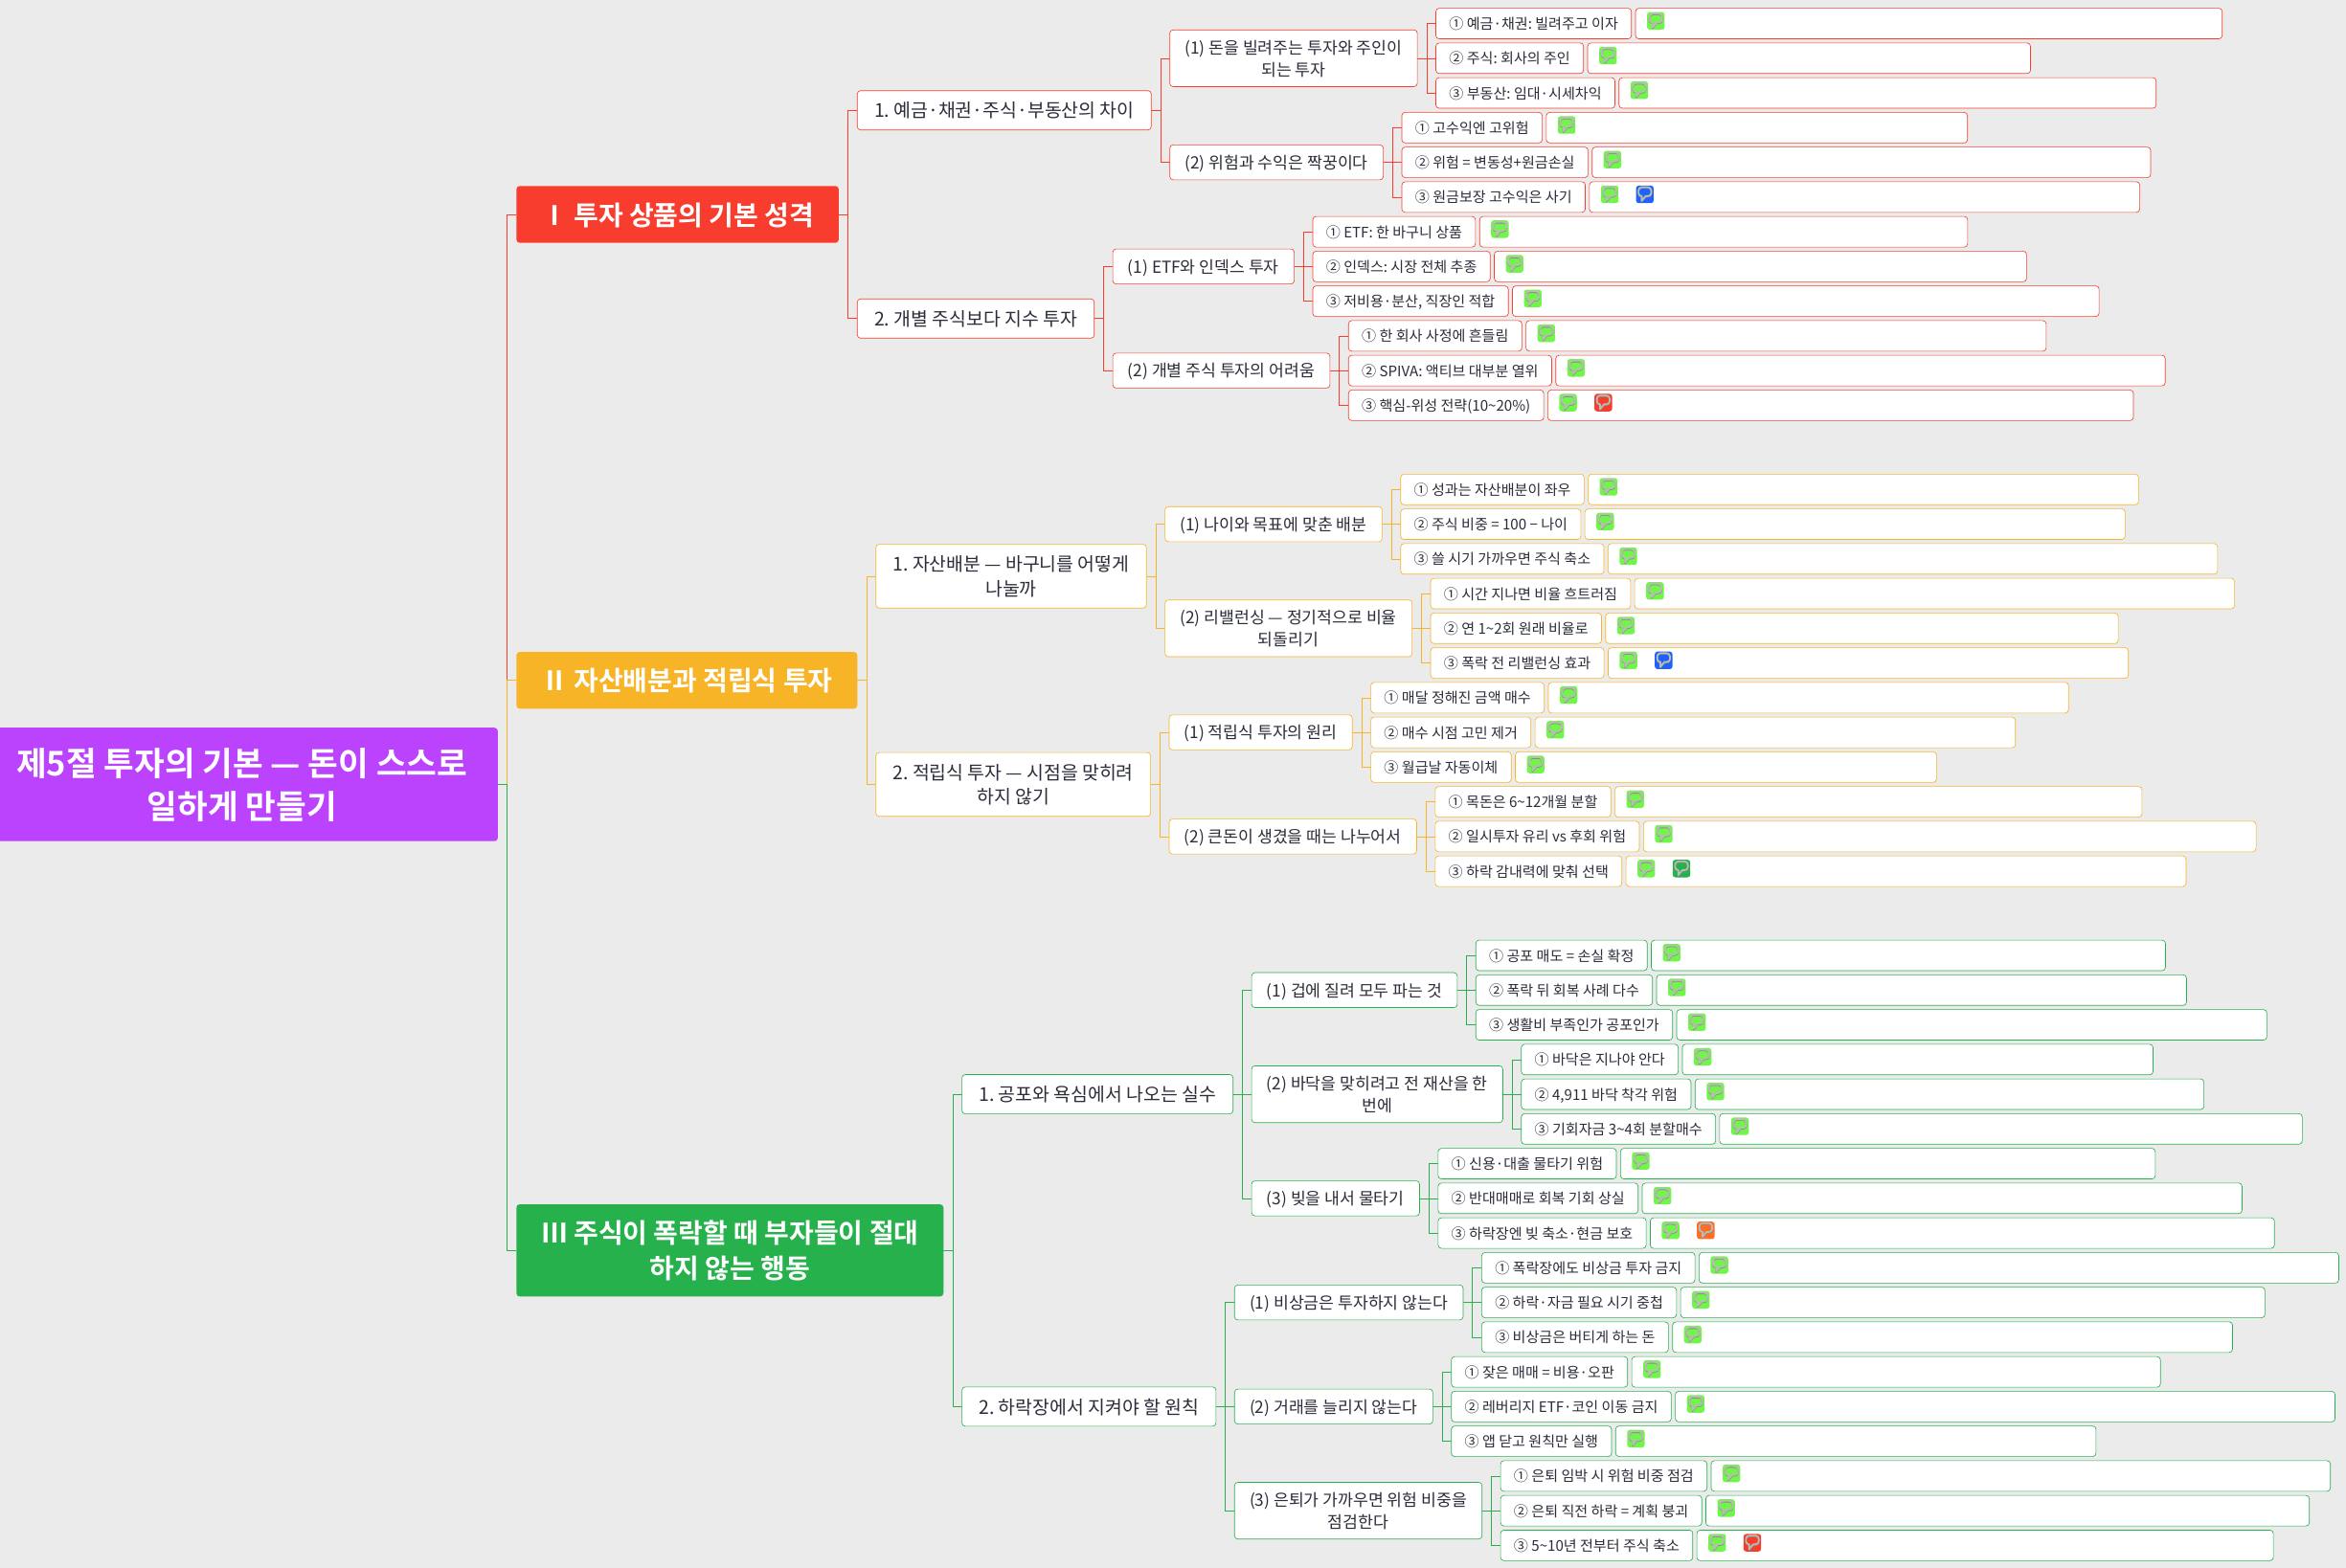 제5절 투자의 기본 — 돈이 스스로
일하게 만들기
Ⅰ 투자 상품의 기본 성격
1. 예금·채권·주식·부동산의 차이
(1) 돈을 빌려주는 투자와 주인이
되는 투자
① 예금·채권: 빌려주고 이자
② 주식: 회사의 주인
③ 부동산: 임대·시세차익
(2) 위험과 수익은 짝꿍이다
① 고수익엔 고위험
② 위험 = 변동성+원금손실
③ 원금보장 고수익은 사기
2. 개별 주식보다 지수 투자
(1) ETF와 인덱스 투자
① ETF: 한 바구니 상품
② 인덱스: 시장 전체 추종
③ 저비용·분산, 직장인 적합
(2) 개별 주식 투자의 어려움
① 한 회사 사정에 흔들림
② SPIVA: 액티브 대부분 열위
③ 핵심-위성 전략(10~20%)
Ⅱ 자산배분과 적립식 투자
1. 자산배분 — 바구니를 어떻게
나눌까
(1) 나이와 목표에 맞춘 배분
① 성과는 자산배분이 좌우
② 주식 비중 = 100 − 나이
③ 쓸 시기 가까우면 주식 축소
(2) 리밸런싱 — 정기적으로 비율
되돌리기
① 시간 지나면 비율 흐트러짐
② 연 1~2회 원래 비율로
③ 폭락 전 리밸런싱 효과
2. 적립식 투자 — 시점을 맞히려
하지 않기
(1) 적립식 투자의 원리
① 매달 정해진 금액 매수
② 매수 시점 고민 제거
③ 월급날 자동이체
(2) 큰돈이 생겼을 때는 나누어서
① 목돈은 6~12개월 분할
② 일시투자 유리 vs 후회 위험
③ 하락 감내력에 맞춰 선택
Ⅲ 주식이 폭락할 때 부자들이 절대
하지 않는 행동
1. 공포와 욕심에서 나오는 실수
(1) 겁에 질려 모두 파는 것
① 공포 매도 = 손실 확정
② 폭락 뒤 회복 사례 다수
③ 생활비 부족인가 공포인가
(2) 바닥을 맞히려고 전 재산을 한
번에
① 바닥은 지나야 안다
② 4,911 바닥 착각 위험
③ 기회자금 3~4회 분할매수
(3) 빚을 내서 물타기
① 신용·대출 물타기 위험
② 반대매매로 회복 기회 상실
③ 하락장엔 빚 축소·현금 보호
2. 하락장에서 지켜야 할 원칙
(1) 비상금은 투자하지 않는다
① 폭락장에도 비상금 투자 금지
② 하락·자금 필요 시기 중첩
③ 비상금은 버티게 하는 돈
(2) 거래를 늘리지 않는다
① 잦은 매매 = 비용·오판
② 레버리지 ETF·코인 이동 금지
③ 앱 닫고 원칙만 실행
(3) 은퇴가 가까우면 위험 비중을
점검한다
① 은퇴 임박 시 위험 비중 점검
② 은퇴 직전 하락 = 계획 붕괴
③ 5~10년 전부터 주식 축소